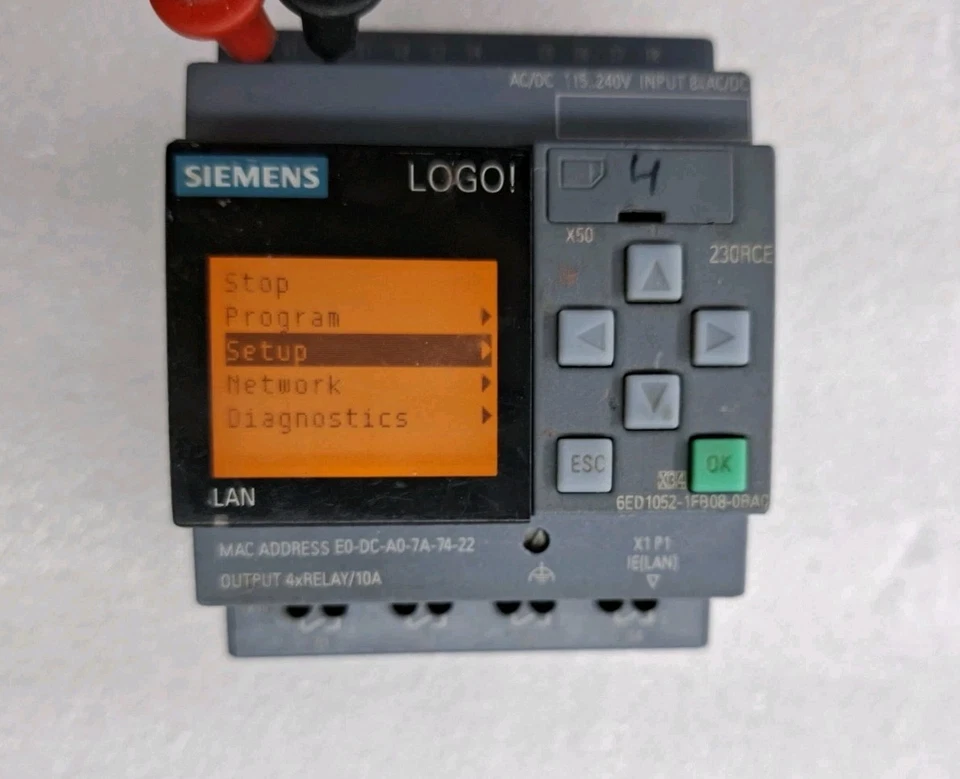 AC/DC 115..240V INPUT 8xAC/DC
SIEMENS
LOGO!
4
X50
230RCE
Stop
Program
Setup
Network
Diagnostics
ESC
OK
X34
6ED1052-1FB08-0BA0
LAN
MAC ADDRESS E0-DC-A0-7A-74-22
X1 P1
IE(LAN)
OUTPUT 4xRELAY/10A